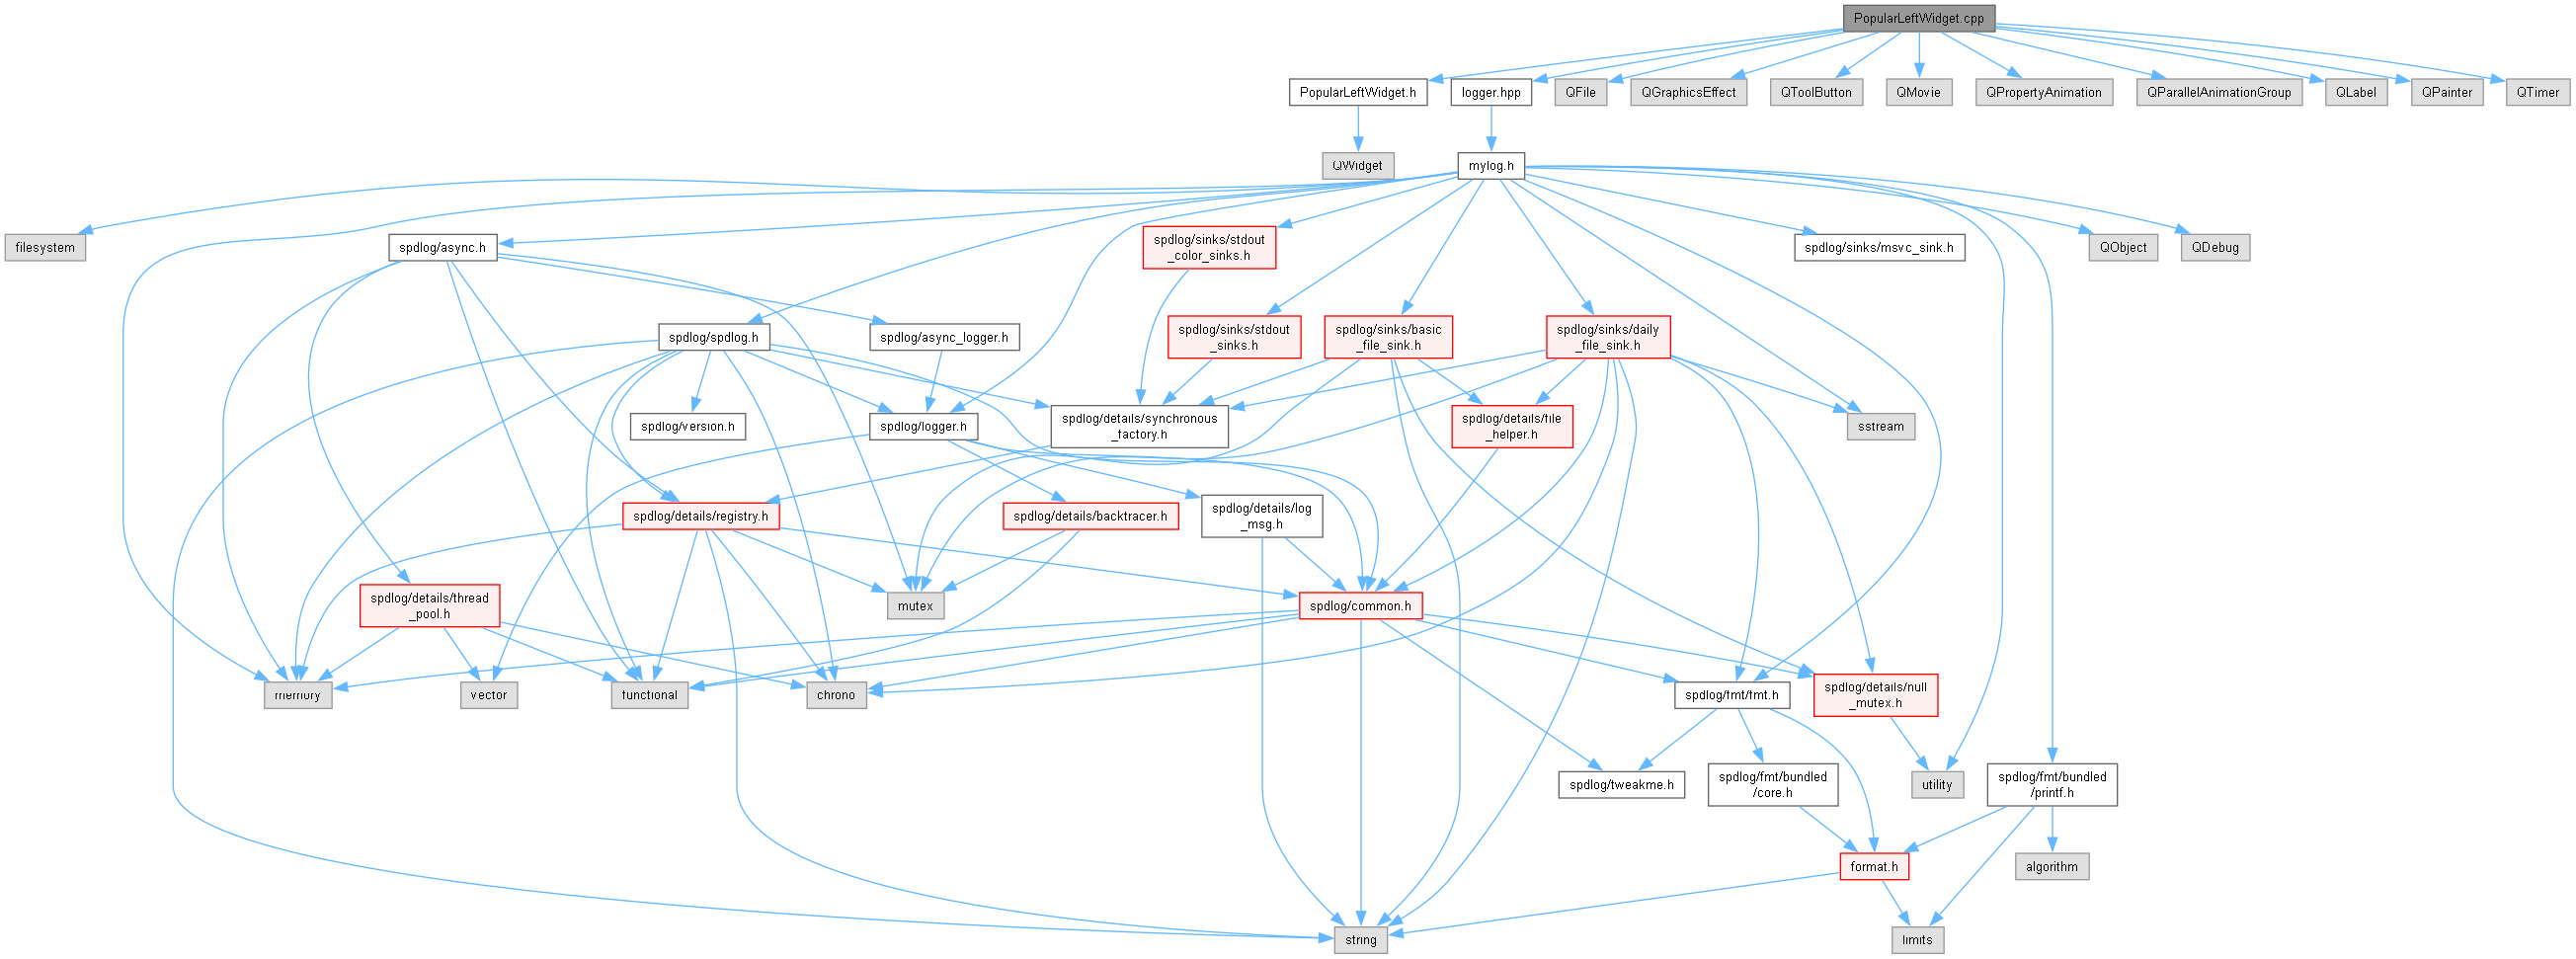 PopularLeftWidget.cpp
PopularLeftWidget.h
logger.hpp
QFile
QGraphicsEffect
QToolButton
QMovie
QPropertyAnimation
QParallelAnimationGroup
QLabel
QPainter
QTimer
QWidget
mylog.h
filesystem
spdlog/async.h
spdlog/sinks/stdout
_color_sinks.h
spdlog/sinks/msvc_sink.h
QObject
QDebug
spdlog/spdlog.h
spdlog/async_logger.h
spdlog/sinks/stdout
_sinks.h
spdlog/sinks/basic
_file_sink.h
spdlog/sinks/daily
_file_sink.h
spdlog/version.h
spdlog/logger.h
spdlog/details/synchronous
_factory.h
spdlog/details/file
_helper.h
sstream
spdlog/details/registry.h
spdlog/details/backtracer.h
spdlog/details/log
_msg.h
spdlog/details/thread
_pool.h
mutex
spdlog/common.h
memory
vector
functional
chrono
spdlog/fmt/fmt.h
spdlog/details/null
_mutex.h
spdlog/tweakme.h
spdlog/fmt/bundled
/core.h
utility
spdlog/fmt/bundled
/printf.h
format.h
algorithm
string
limits